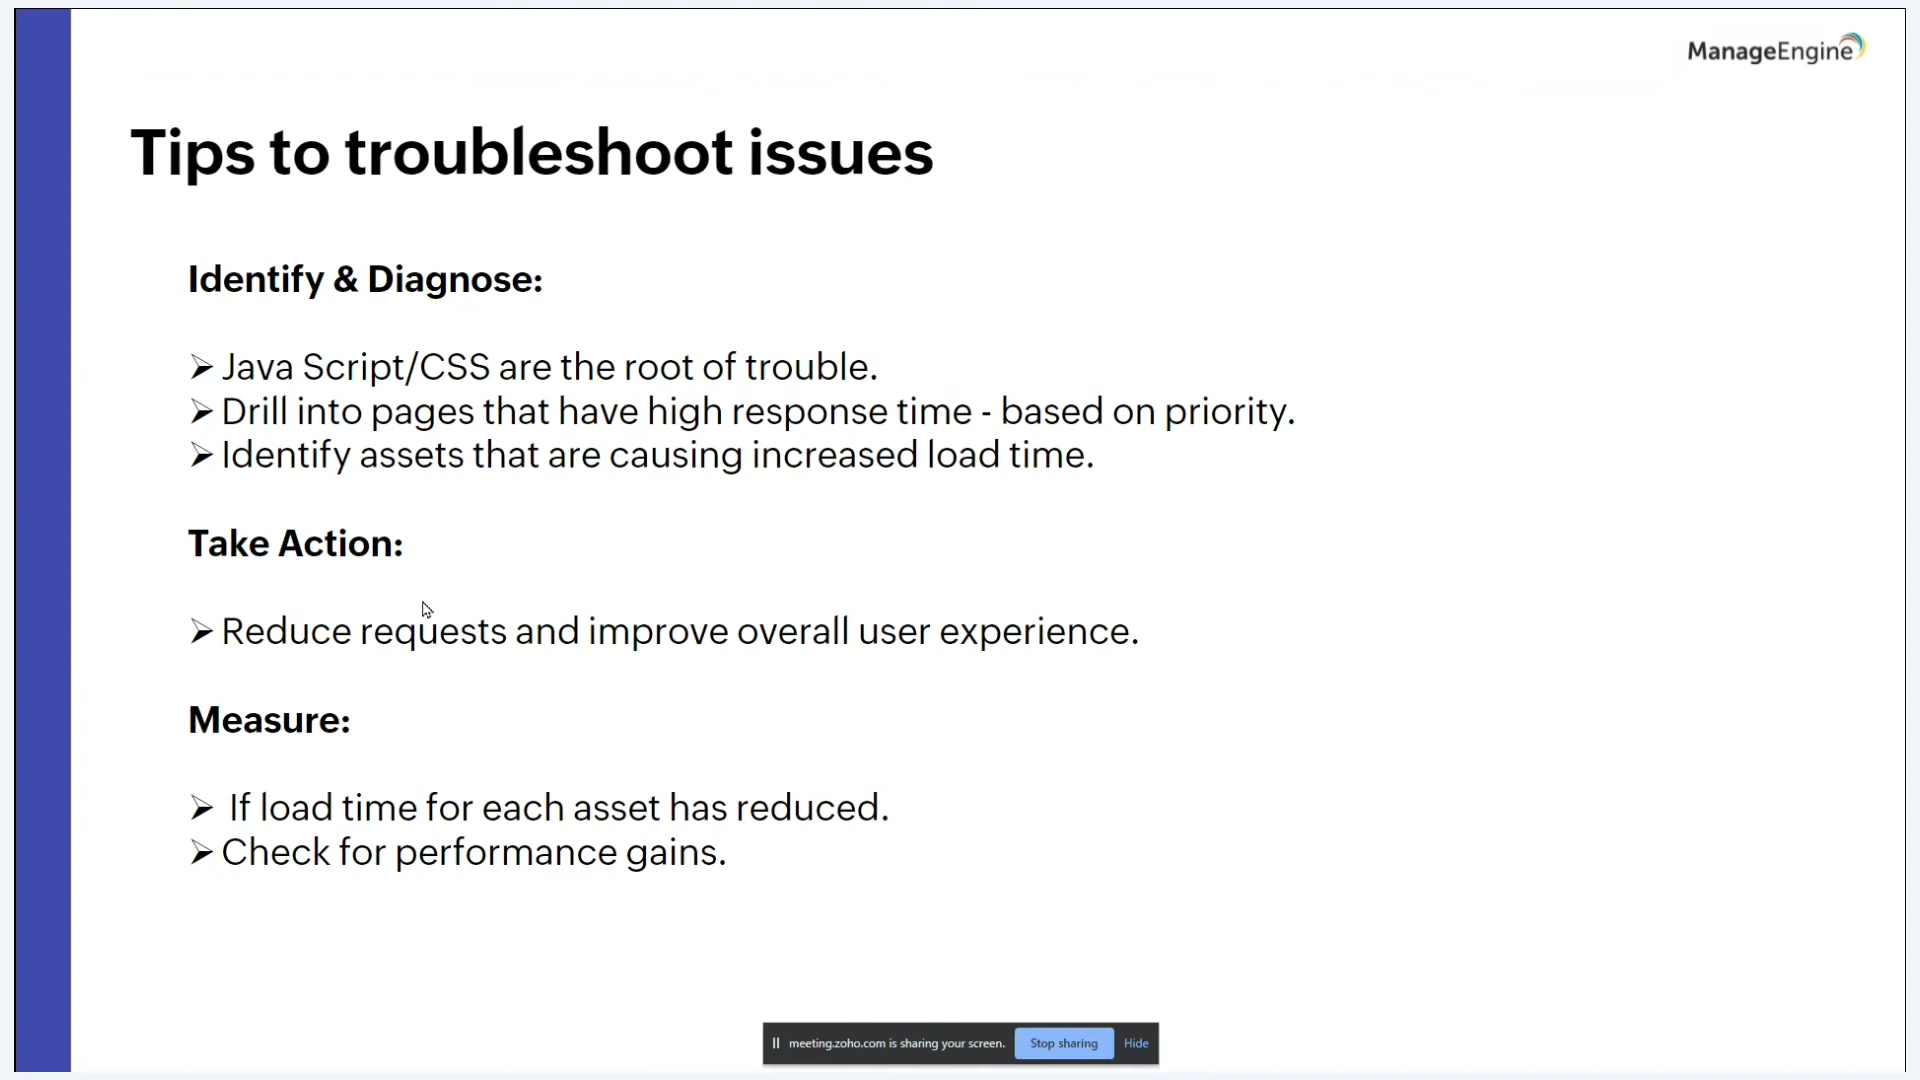 ManageEngine
Tips to troubleshoot issues
Identify & Diagnose:
➢ Java Script/CSS are the root of trouble.
➢ Drill into pages that have high response time - based on priority.
➢ Identify assets that are causing increased load time.
Take Action:
➢ Reduce requests and improve overall user experience.
Measure:
➢ If load time for each asset has reduced.
➢ Check for performance gains.
meeting.zoho.com is sharing your screen. Stop sharing Hide